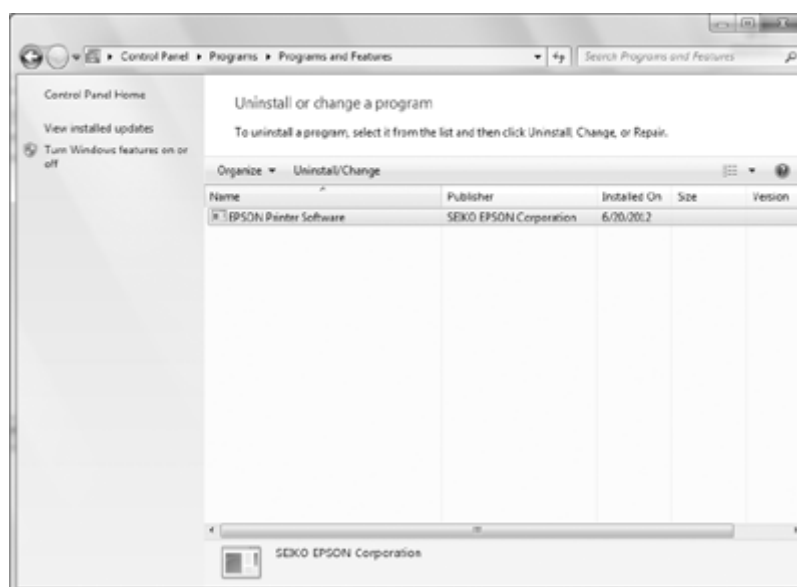 Control Panel ▸ Programs ▸ Programs and Features
Search Programs and Features
Control Panel Home
View installed updates
Turn Windows features on or
off
Uninstall or change a program
To uninstall a program, select it from the list and then click Uninstall, Change, or Repair.
Organize Uninstall/Change
Name Publisher Installed On Size Version
EPSON Printer Software SEIKO EPSON Corporation 6/20/2012
SEIKO EPSON Corporation